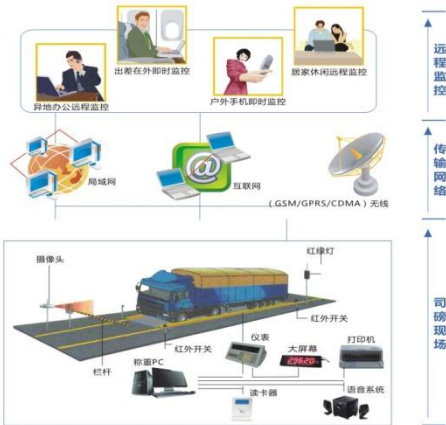 出差在外即时监控
居家休闲远程监控
异地办公远程监控
户外手机即时监控
远程监控
局域网
互联网
(GSM/GPRS/CDMA)无线
传输网络
摄像头
红绿灯
红外开关
栏杆
红外开关
称重PC
仪表
大屏幕
打印机
读卡器
语音系统
司磅现场